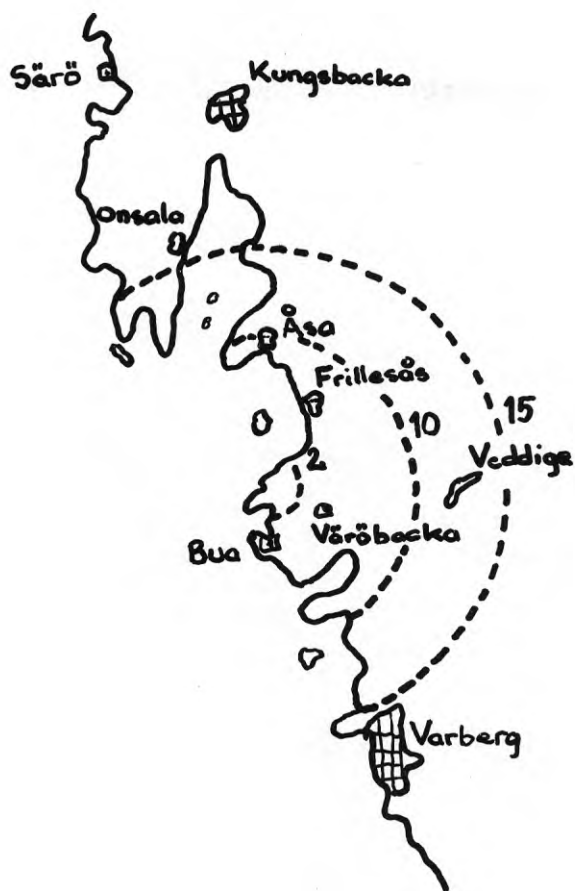 Särö
Kungsbacka
Onsala
Åsa
Frillesås
15
10
Veddige
2
Väröbacka
Bua
Varberg